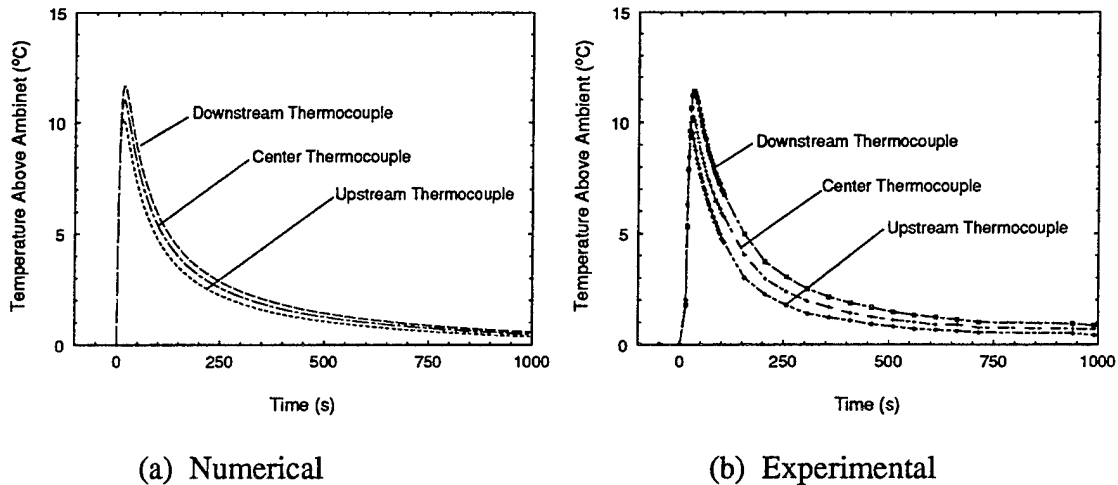 15
10
5
0
0
250
500
750
1000
Temperature Above Ambinet (°C)
Downstream Thermocouple
Center Thermocouple
Upstream Thermocouple
Time (s)
(a) Numerical
15
10
5
0
0
250
500
750
1000
Temperature Above Ambient (°C)
Downstream Thermocouple
Center Thermocouple
Upstream Thermocouple
Time (s)
(b) Experimental